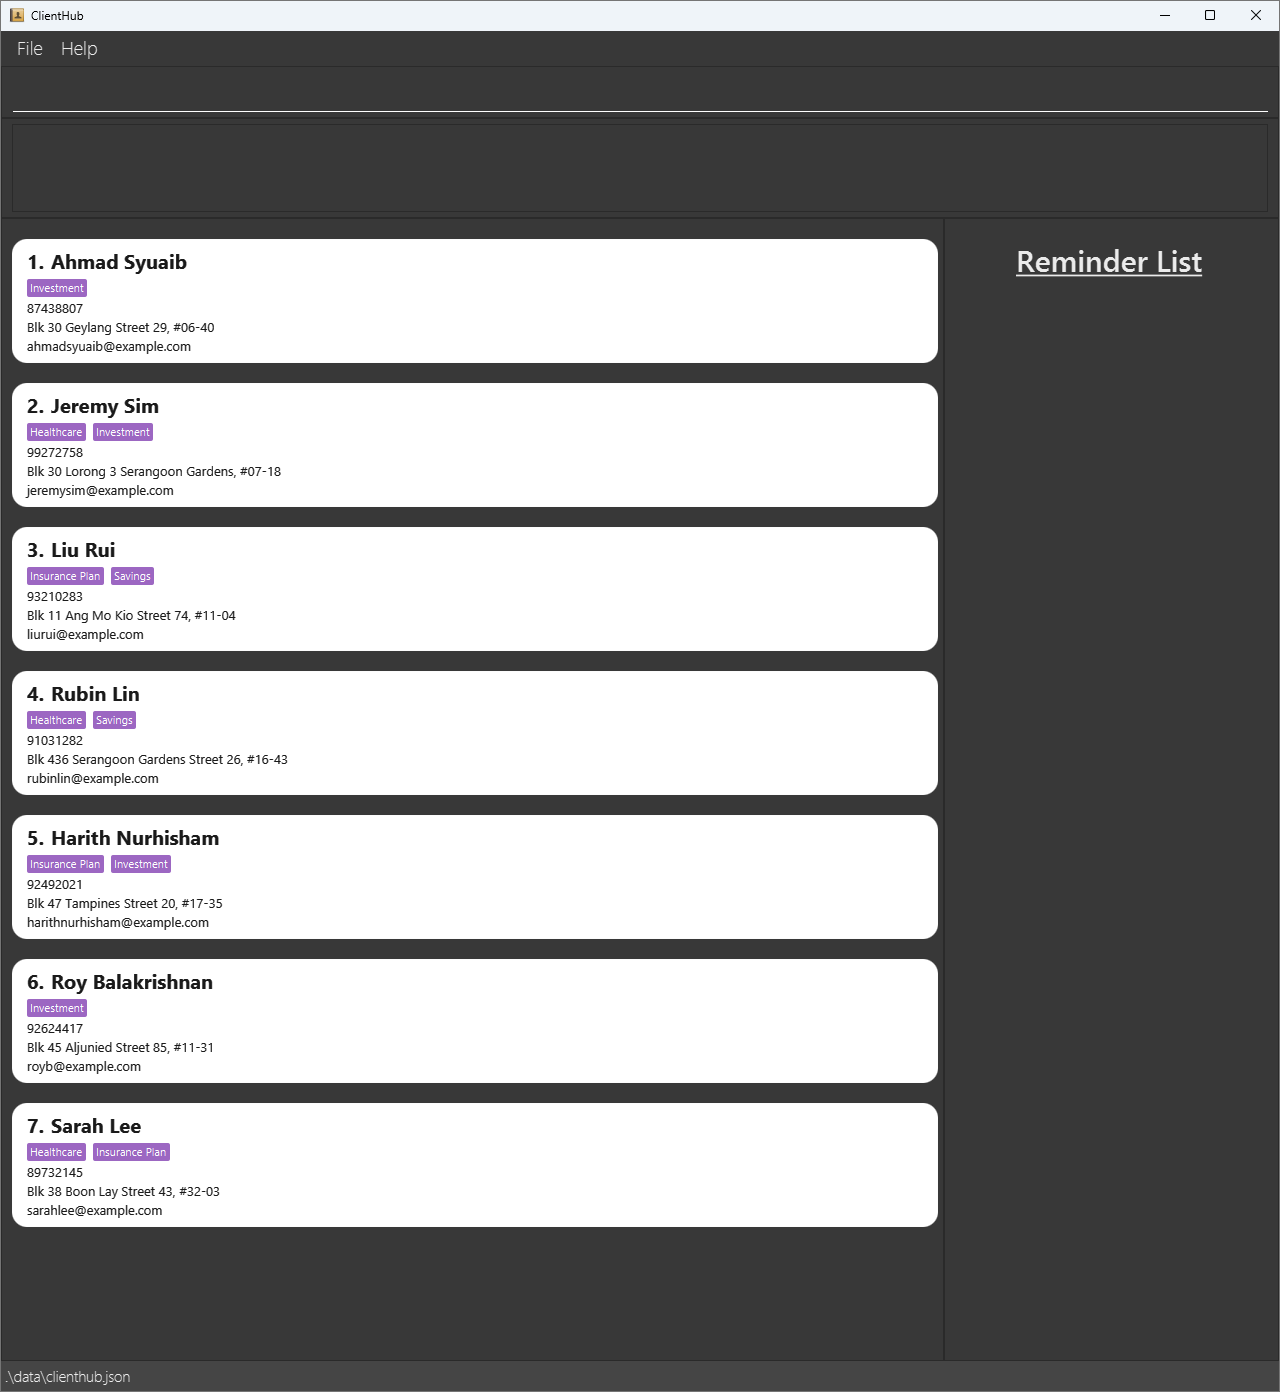 ClientHub
File Help
1. Ahmad Syuaib
Investment
87438807
Blk 30 Geylang Street 29, #06-40
ahmadsyuaib@example.com
2. Jeremy Sim
Healthcare Investment
99272758
Blk 30 Lorong 3 Serangoon Gardens, #07-18
jeremysim@example.com
3. Liu Rui
Insurance Plan Savings
93210283
Blk 11 Ang Mo Kio Street 74, #11-04
liurui@example.com
4. Rubin Lin
Healthcare Savings
91031282
Blk 436 Serangoon Gardens Street 26, #16-43
rubinlin@example.com
5. Harith Nurhisham
Insurance Plan Investment
92492021
Blk 47 Tampines Street 20, #17-35
harithnurhisham@example.com
6. Roy Balakrishnan
Investment
92624417
Blk 45 Aljunied Street 85, #11-31
royb@example.com
7. Sarah Lee
Healthcare Insurance Plan
89732145
Blk 38 Boon Lay Street 43, #32-03
sarahlee@example.com
Reminder List
.\data\clienthub.json